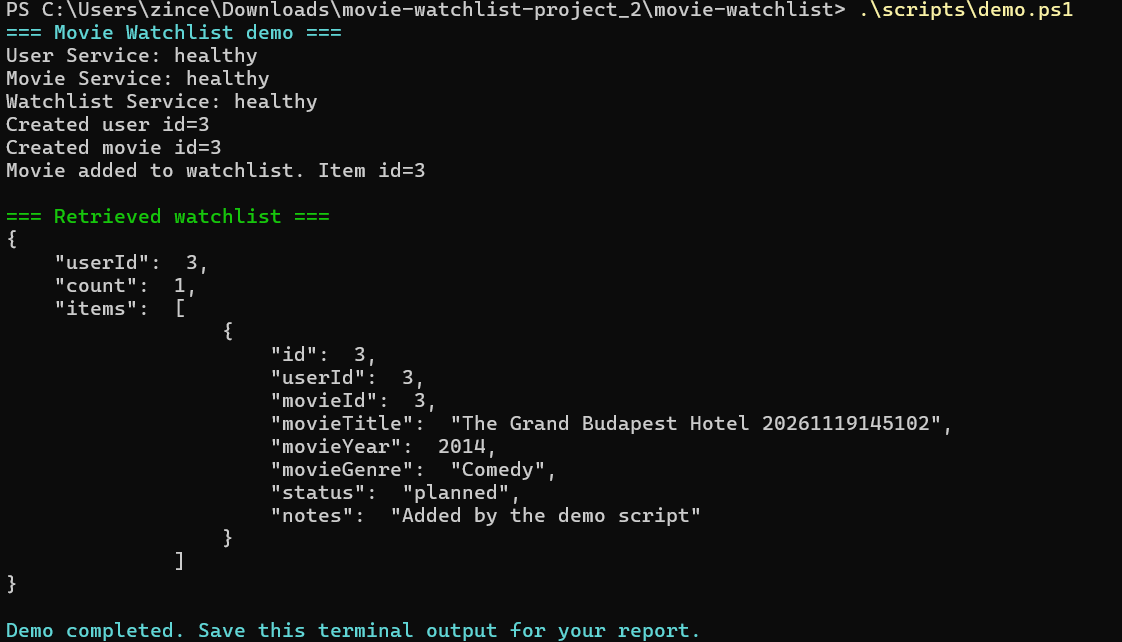 PS C:\Users\zince\Downloads\movie-watchlist-project_2\movie-watchlist> .\scripts\demo.ps1
=== Movie Watchlist demo ===
User Service: healthy
Movie Service: healthy
Watchlist Service: healthy
Created user id=3
Created movie id=3
Movie added to watchlist. Item id=3

=== Retrieved watchlist ===
{
    "userId":  3,
    "count":  1,
    "items":  [
                  {
                      "id":  3,
                      "userId":  3,
                      "movieId":  3,
                      "movieTitle":  "The Grand Budapest Hotel 20261119145102",
                      "movieYear":  2014,
                      "movieGenre":  "Comedy",
                      "status":  "planned",
                      "notes":  "Added by the demo script"
                  }
              ]
}

Demo completed. Save this terminal output for your report.